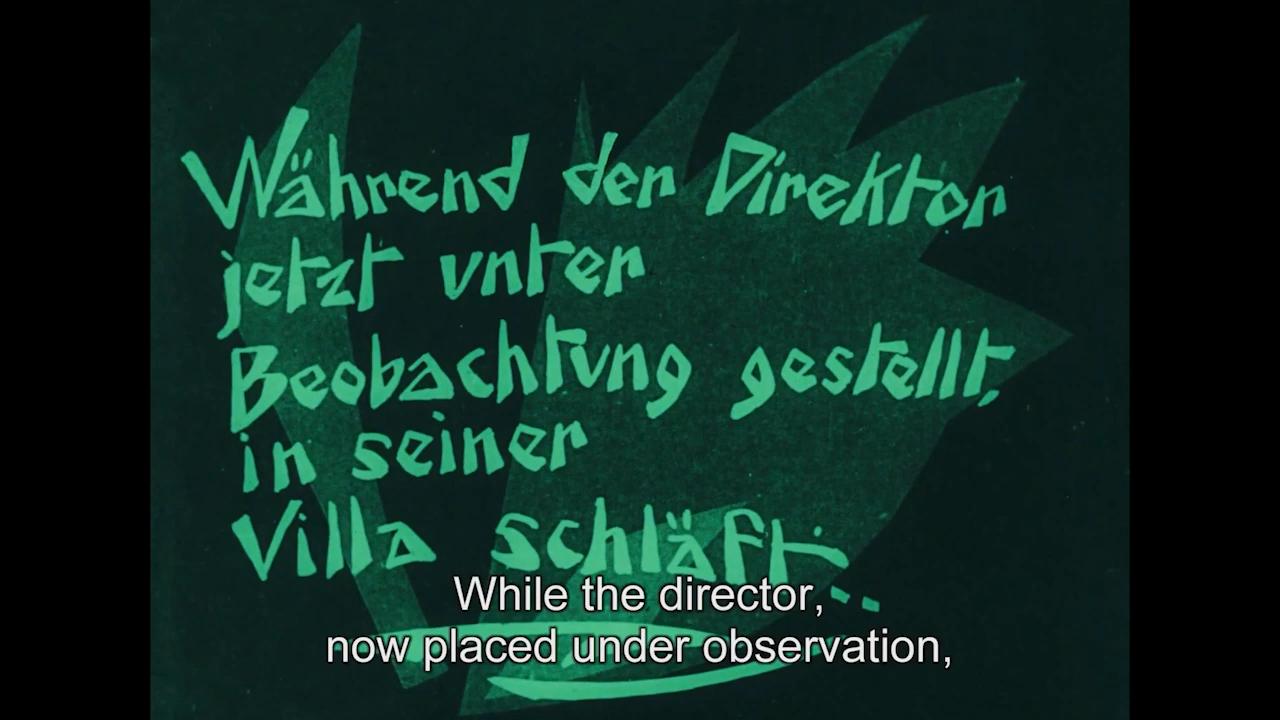 Während der Direktor
jetzt unter
Beobachtung gestellt,
in seiner
Villa schläft...
While the director,
now placed under observation,